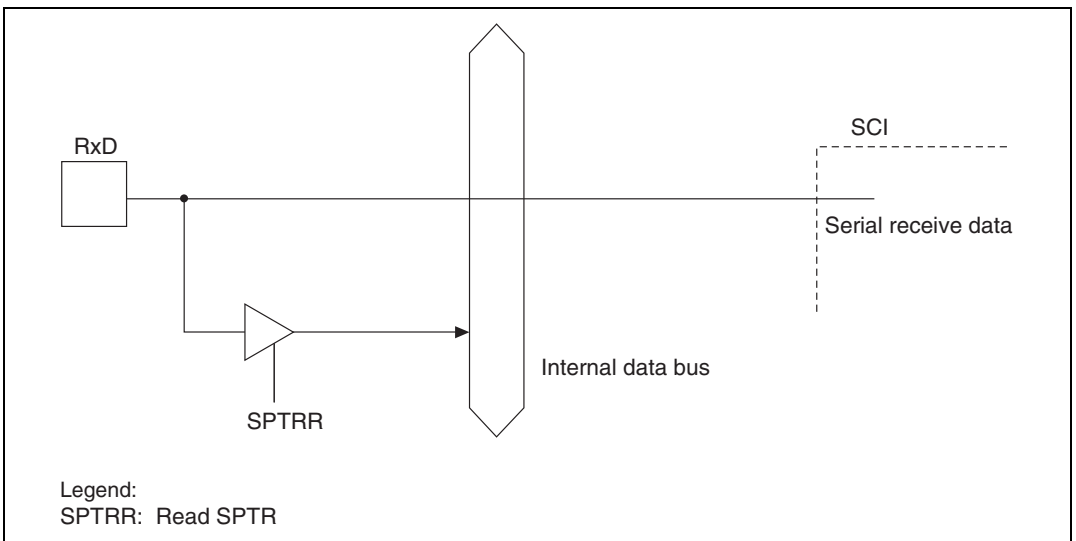 SCI
RxD
Serial receive data
Internal data bus
SPTRR
Legend:
SPTRR: Read SPTR